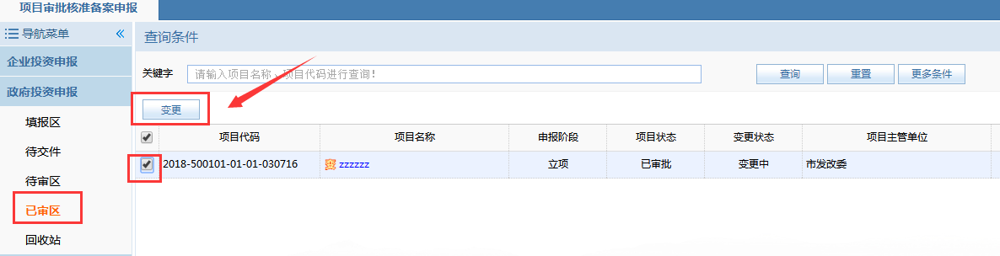 项目审批核准备案申报
导航菜单 «
企业投资申报
政府投资申报
填报区
待交件
待审区
已审区
回收站
查询条件
关键字 请输入项目名称、项目代码进行查询! 查询 重置 更多条件
变更
项目代码 项目名称 申报阶段 项目状态 变更状态 项目主管单位
2018-500101-01-01-030716 zzzzzz 立项 已审批 变更中 市发改委